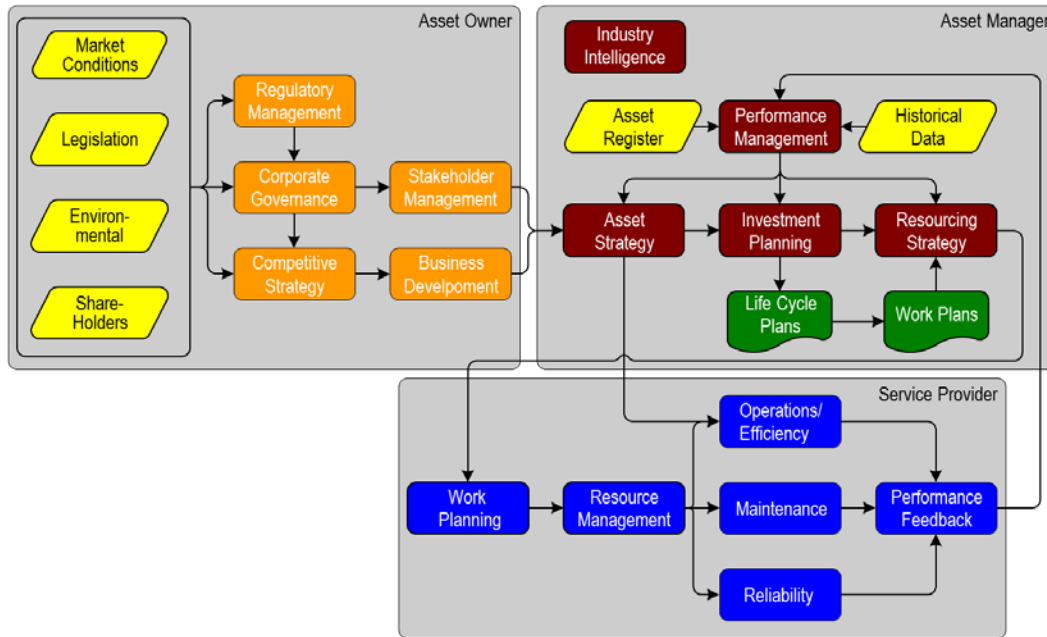 Asset Owner
Market
Conditions
Legislation
Environ-
mental
Share-
Holders
Regulatory
Management
Corporate
Governance
Stakeholder
Management
Competitive
Strategy
Business
Develpoment
Asset Manager
Industry
Intelligence
Asset
Register
Performance
Management
Historical
Data
Asset
Strategy
Investment
Planning
Resourcing
Strategy
Life Cycle
Plans
Work Plans
Service Provider
Operations/
Efficiency
Work
Planning
Resource
Management
Maintenance
Performance
Feedback
Reliability